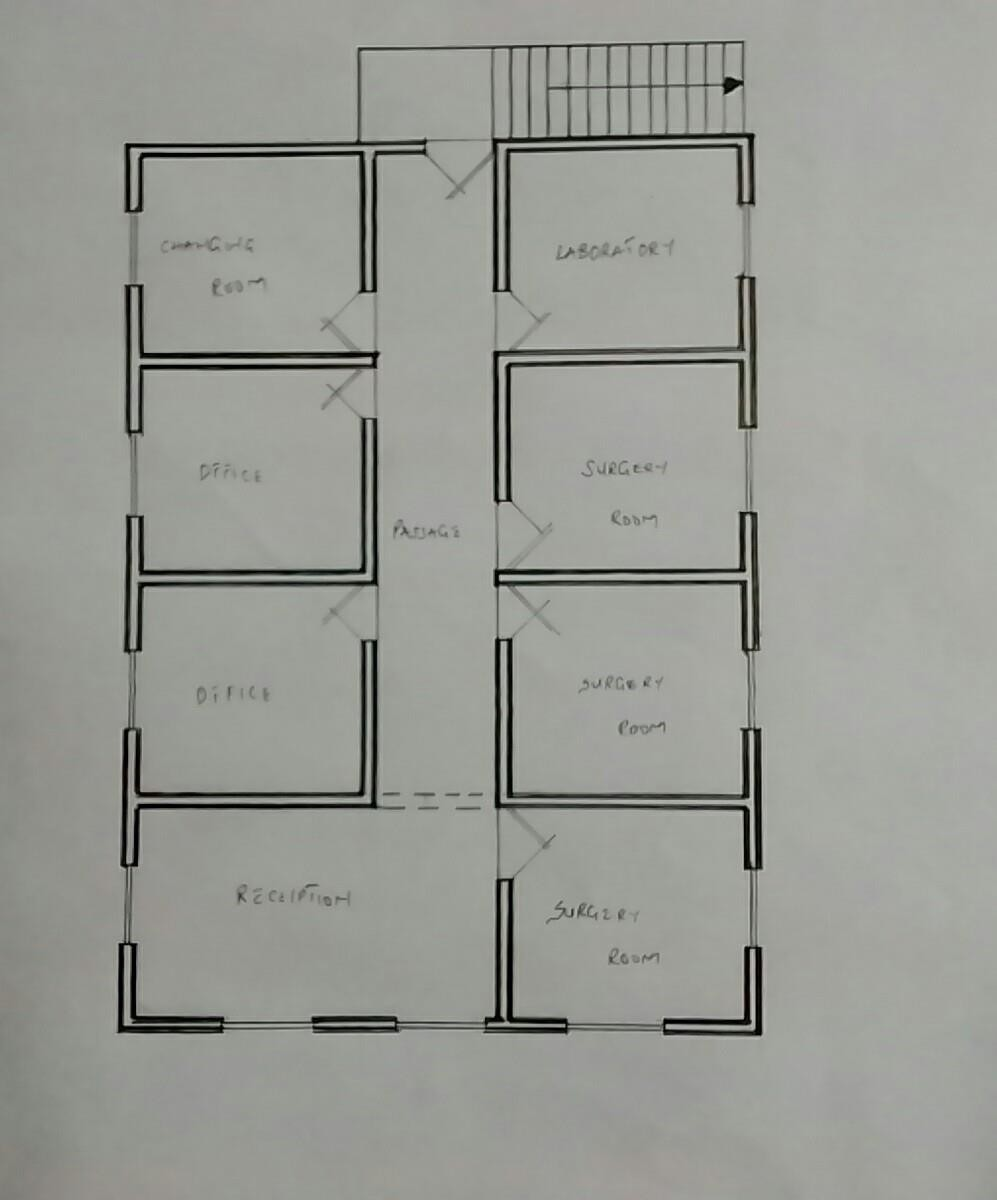 CHANGING
ROOM
LABORATORY
OFFICE
SURGERY
ROOM
PASSAGE
OFFICE
SURGERY
ROOM
RECEIPTION
SURGERY
ROOM